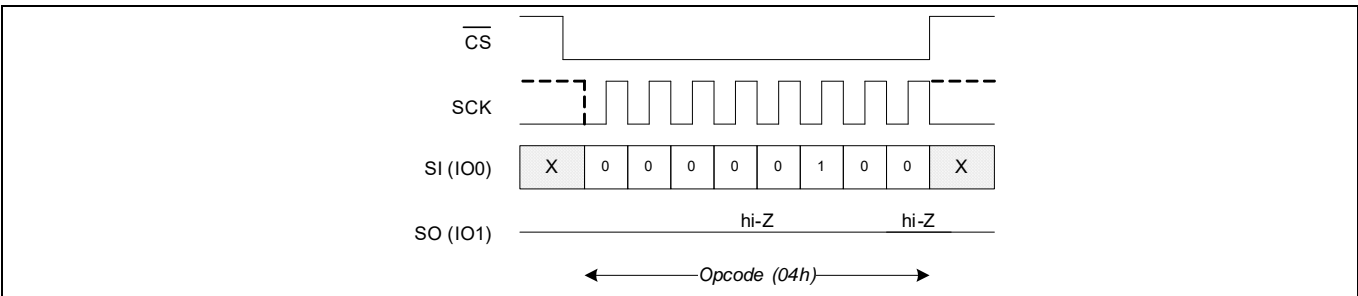 CS
SCK
SI (IO0) X 0 0 0 0 0 1 0 0 X
hi-Z hi-Z
SO (IO1)
Opcode (04h)